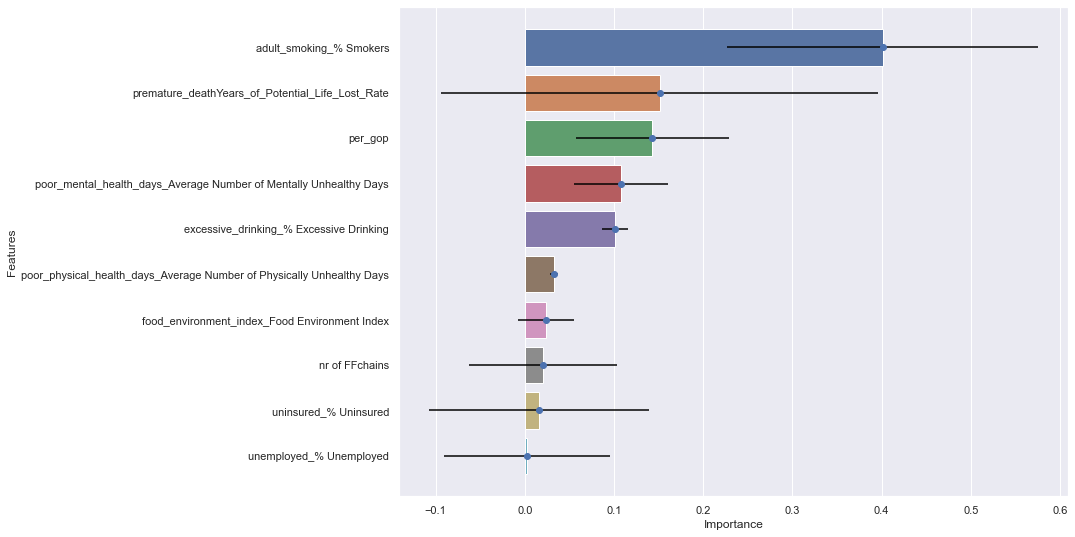 adult_smoking_% Smokers
premature_deathYears_of_Potential_Life_Lost_Rate
per_gop
poor_mental_health_days_Average Number of Mentally Unhealthy Days
excessive_drinking_% Excessive Drinking
Features
poor_physical_health_days_Average Number of Physically Unhealthy Days
food_environment_index_Food Environment Index
nr of FFchains
uninsured_% Uninsured
unemployed_% Unemployed
−0.1 0.0 0.1 0.2 0.3 0.4 0.5 0.6
Importance